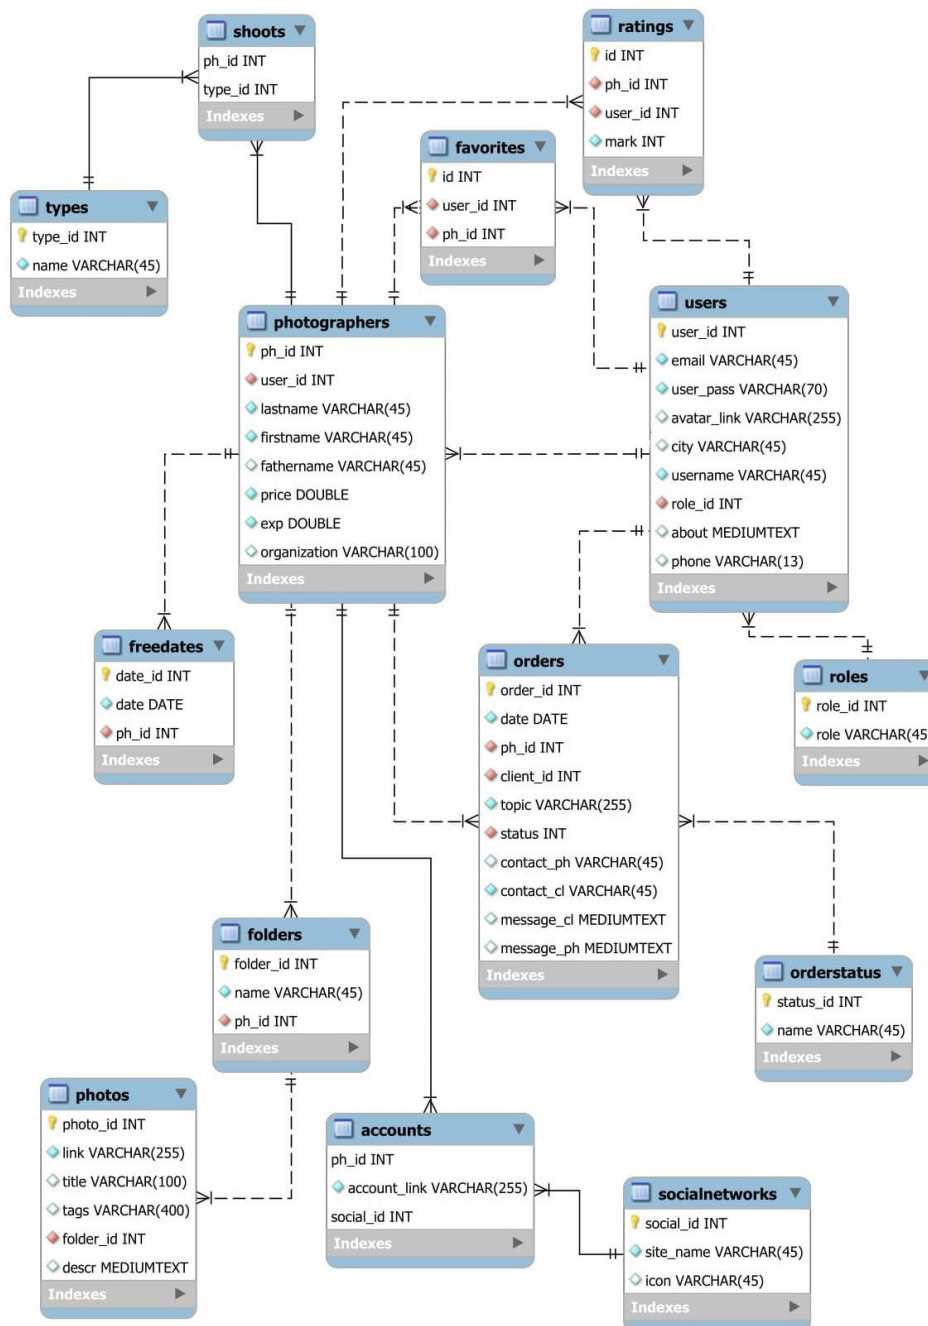 shoots
ph_id INT
type_id INT
Indexes
ratings
id INT
ph_id INT
user_id INT
mark INT
Indexes
favorites
id INT
user_id INT
ph_id INT
Indexes
types
type_id INT
name VARCHAR(45)
Indexes
photographers
ph_id INT
user_id INT
lastname VARCHAR(45)
firstname VARCHAR(45)
fathername VARCHAR(45)
price DOUBLE
exp DOUBLE
organization VARCHAR(100)
Indexes
users
user_id INT
email VARCHAR(45)
user_pass VARCHAR(70)
avatar_link VARCHAR(255)
city VARCHAR(45)
username VARCHAR(45)
role_id INT
about MEDIUMTEXT
phone VARCHAR(13)
Indexes
freedates
date_id INT
date DATE
ph_id INT
Indexes
orders
order_id INT
date DATE
ph_id INT
client_id INT
topic VARCHAR(255)
status INT
contact_ph VARCHAR(45)
contact_cl VARCHAR(45)
message_cl MEDIUMTEXT
message_ph MEDIUMTEXT
Indexes
roles
role_id INT
role VARCHAR(45
Indexes
folders
folder_id INT
name VARCHAR(45)
ph_id INT
Indexes
orderstatus
status_id INT
name VARCHAR(45)
Indexes
photos
photo_id INT
link VARCHAR(255)
title VARCHAR(100)
tags VARCHAR(400)
folder_id INT
descr MEDIUMTEXT
Indexes
accounts
ph_id INT
account_link VARCHAR(255)
social_id INT
Indexes
socialnetworks
social_id INT
site_name VARCHAR(45)
icon VARCHAR(45)
Indexes